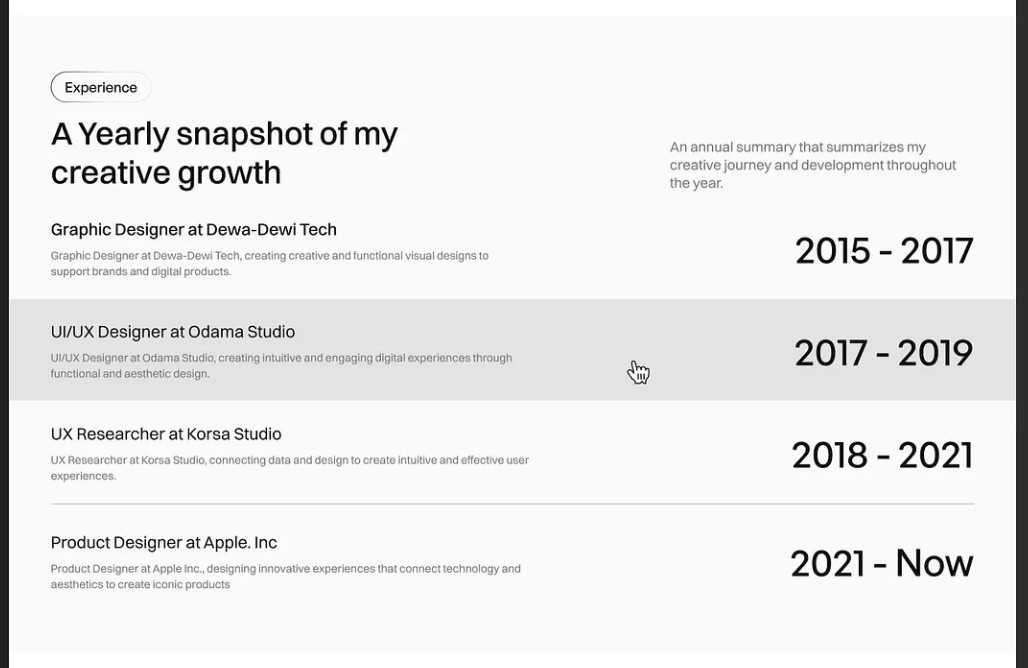 Experience
A Yearly snapshot of my
creative growth
An annual summary that summarizes my
creative journey and development throughout
the year.
Graphic Designer at Dewa-Dewi Tech
Graphic Designer at Dewa-Dewi Tech, creating creative and functional visual designs to
support brands and digital products.
2015 - 2017
UI/UX Designer at Odama Studio
UI/UX Designer at Odama Studio, creating intuitive and engaging digital experiences through
functional and aesthetic design.
2017 - 2019
UX Researcher at Korsa Studio
UX Researcher at Korsa Studio, connecting data and design to create intuitive and effective user
experiences.
2018 - 2021
Product Designer at Apple. Inc
Product Designer at Apple Inc., designing innovative experiences that connect technology and
aesthetics to create iconic products
2021 - Now